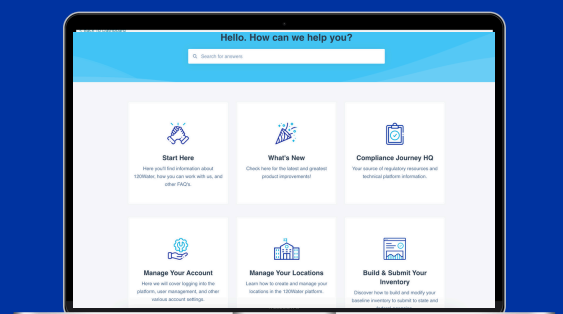 Hello. How can we help you?
Search for answers
Start Here
Here you'll find information about
120Water, how you can work with us, and
other FAQs.
What's New
Check here for the latest and greatest
product improvements!
Compliance Journey HQ
Your source of regulatory resources and
technical platform information.
Manage Your Account
Here we will cover logging into the
platform, user management, and other
various account settings.
Manage Your Locations
Learn how to create and manage your
locations in the 120Water platform.
Build & Submit Your
Inventory
Discover how to build and modify your
baseline inventory to submit to state and